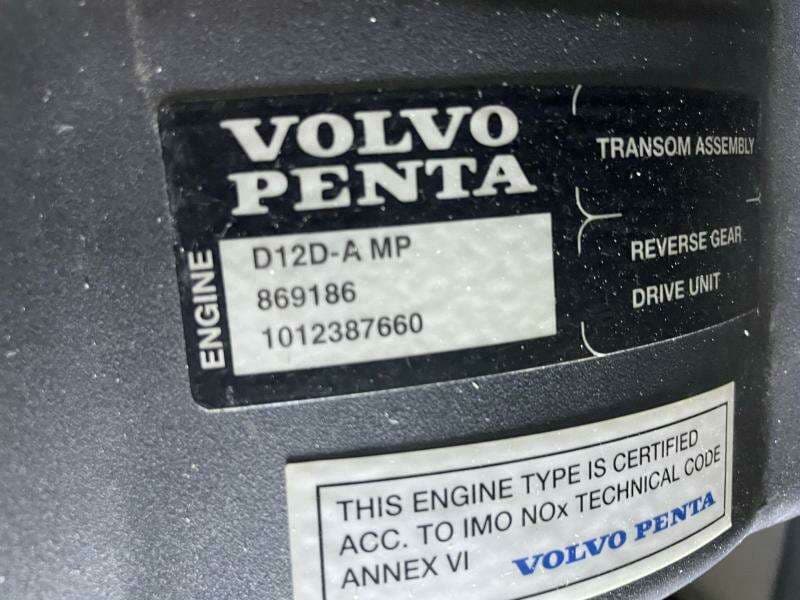 VOLVO
PENTA
ENGINE
D12D-A MP
869186
1012387660
TRANSOM ASSEMBLY
REVERSE GEAR
DRIVE UNIT
THIS ENGINE TYPE IS CERTIFIED
ACC. TO IMO NOx TECHNICAL CODE
ANNEX VI
VOLVO PENTA